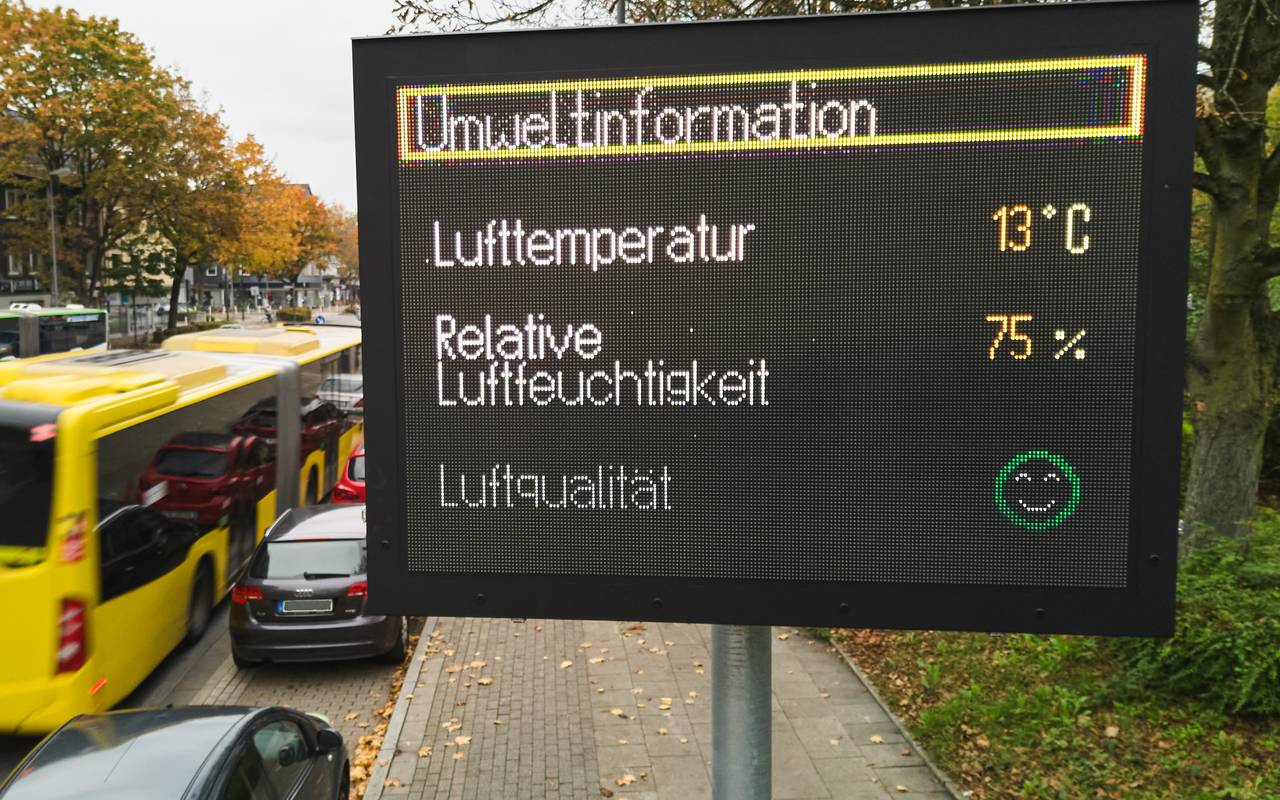 Umweltinformation
Lufttemperatur 13°C
Relative
Luftfeuchtigkeit 75 %
Luftqualität